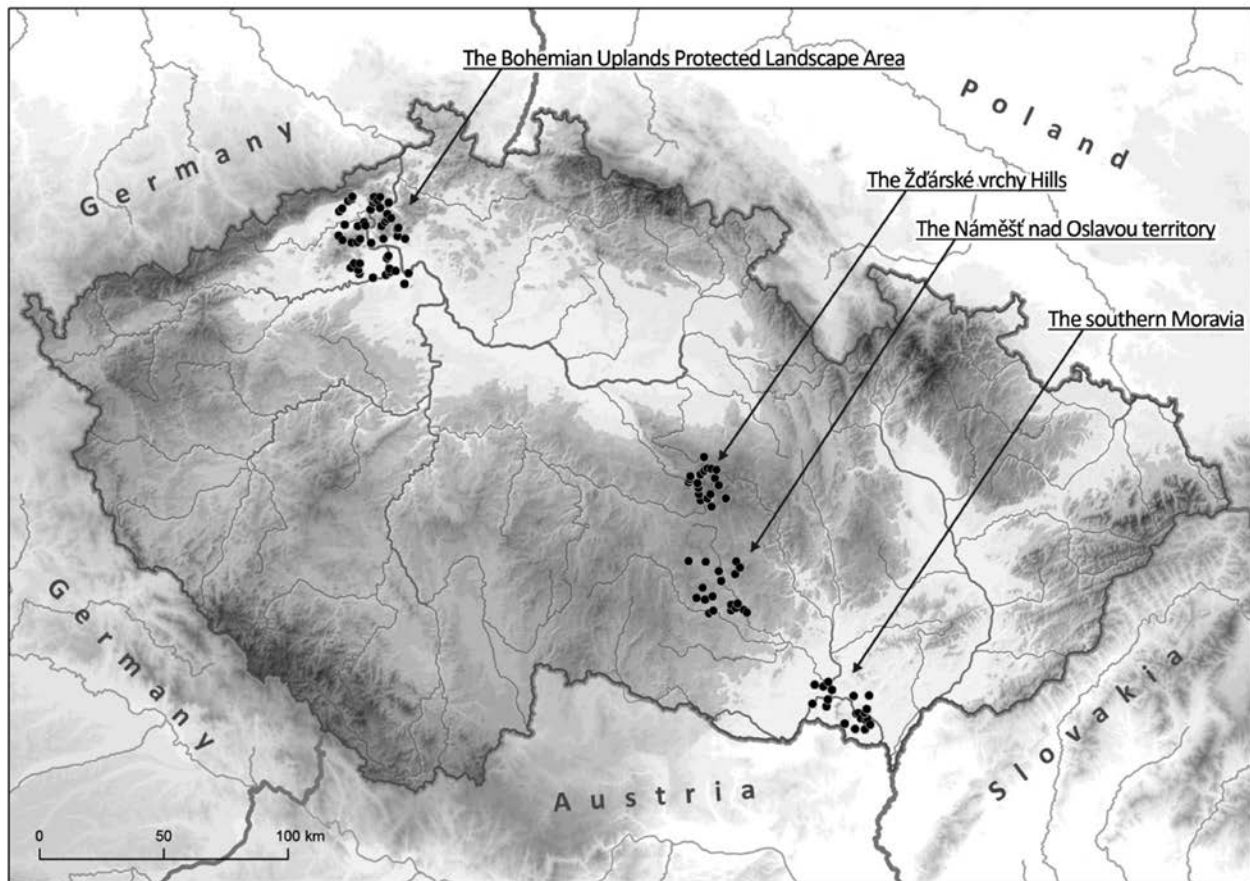 The Bohemian Uplands Protected Landscape Area
Poland
Germany
The Žďárské vrchy Hills
The Náměšť nad Oslavou territory
The southern Moravia
Germany
Slovakia
Austria
0 50 100 km